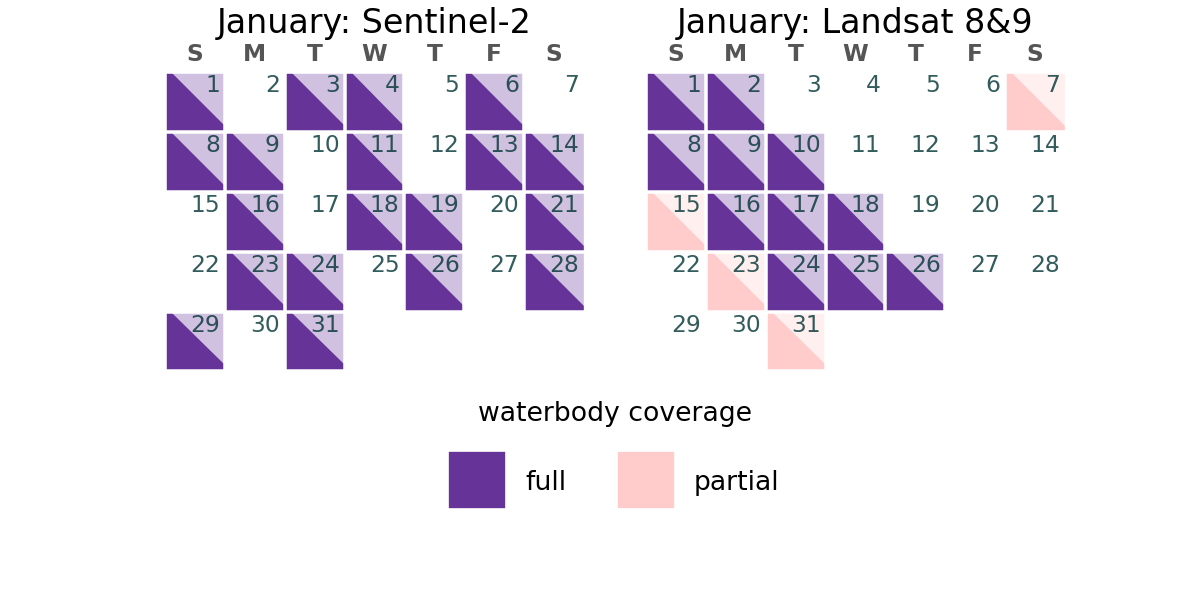 January: Sentinel-2
S M T W T F S
1 2 3 4 5 6 7
8 9 10 11 12 13 14
15 16 17 18 19 20 21
22 23 24 25 26 27 28
29 30 31
January: Landsat 8&9
S M T W T F S
1 2 3 4 5 6 7
8 9 10 11 12 13 14
15 16 17 18 19 20 21
22 23 24 25 26 27 28
29 30 31
waterbody coverage
full
partial